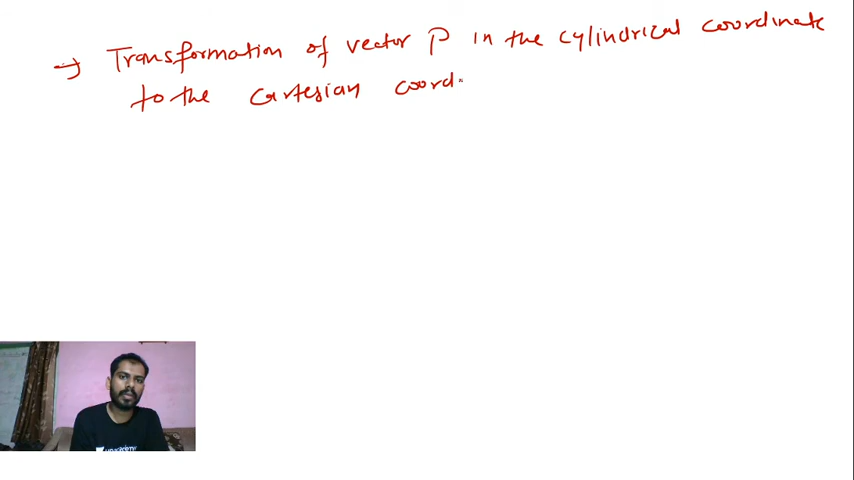 → Transformation of vector P in the cylindrical coordinate
to the Cartesian coord